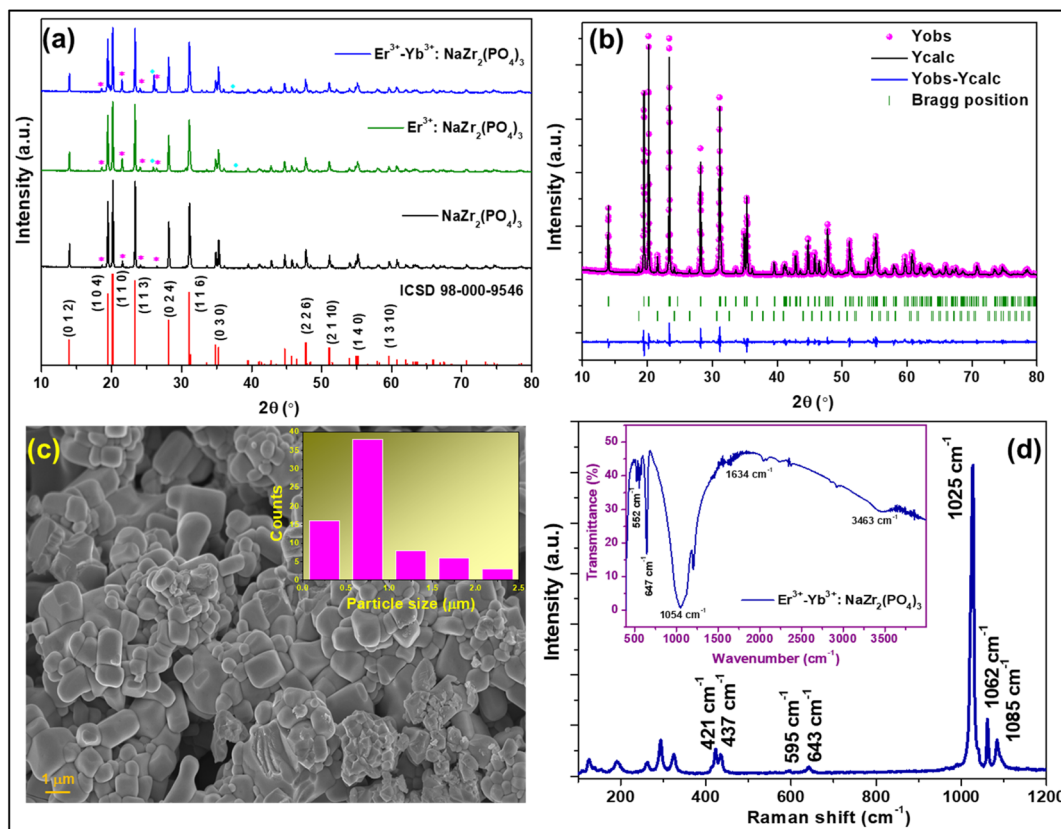 (a)
Er³⁺-Yb³⁺: NaZr₂(PO₄)₃
Er³⁺: NaZr₂(PO₄)₃
NaZr₂(PO₄)₃
ICSD 98-000-9546
(0 1 2)
(1 0 4)
(1 1 0)
(1 1 3)
(0 2 4)
(1 1 6)
(0 3 0)
(2 2 6)
(2 1 10)
(1 4 0)
(1 3 10)
Intensity (a.u.)
10 20 30 40 50 60 70 80
2θ (°)
(b)
Yobs
Ycalc
Yobs-Ycalc
Bragg position
Intensity (a.u.)
10 20 30 40 50 60 70 80
2θ (°)
(c)
40
35
30
25
20
15
10
5
0
Counts
0.0 0.5 1.0 1.5 2.0 2.5
Particle size (μm)
1 μm
(d)
50
40
30
20
10
0
Transmittance (%)
552 cm⁻¹
647 cm⁻¹
1054 cm⁻¹
1634 cm⁻¹
3463 cm⁻¹
Er³⁺-Yb³⁺: NaZr₂(PO₄)₃
500 1000 1500 2000 2500 3000 3500
Wavenumber (cm⁻¹)
421 cm⁻¹
437 cm⁻¹
595 cm⁻¹
643 cm⁻¹
1025 cm⁻¹
1062 cm⁻¹
1085 cm⁻¹
Intensity (a.u.)
200 400 600 800 1000 1200
Raman shift (cm⁻¹)